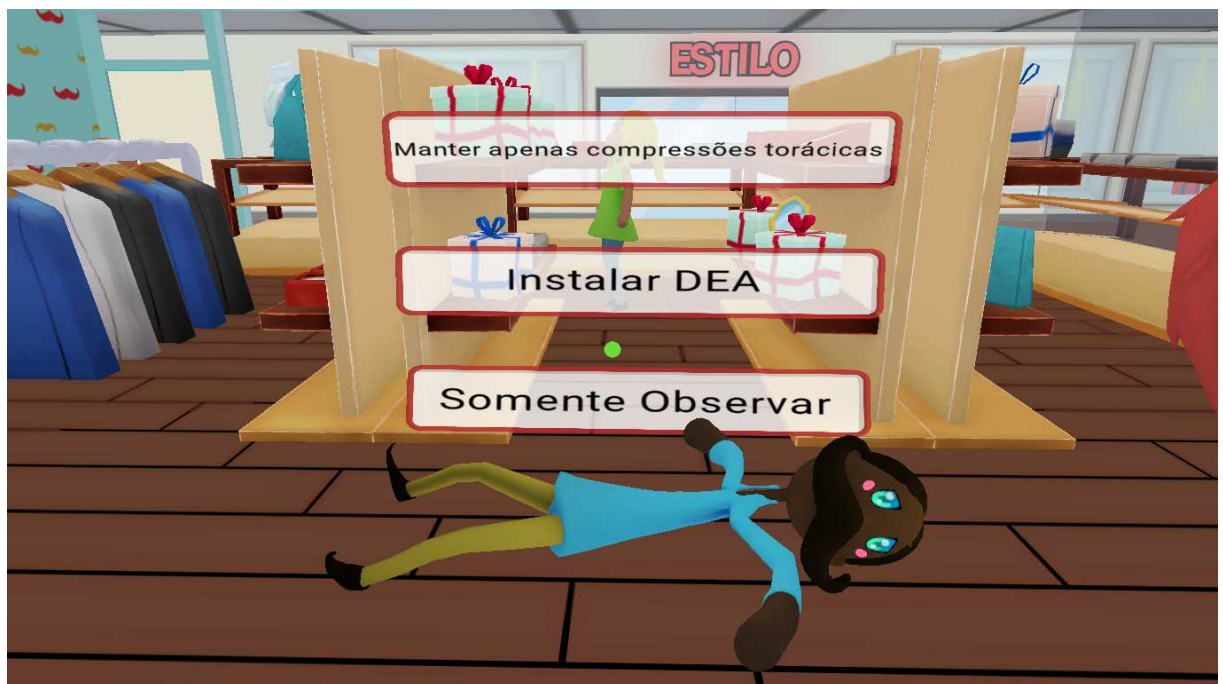 ESTILO
Manter apenas compressões torácicas
Instalar DEA
Somente Observar